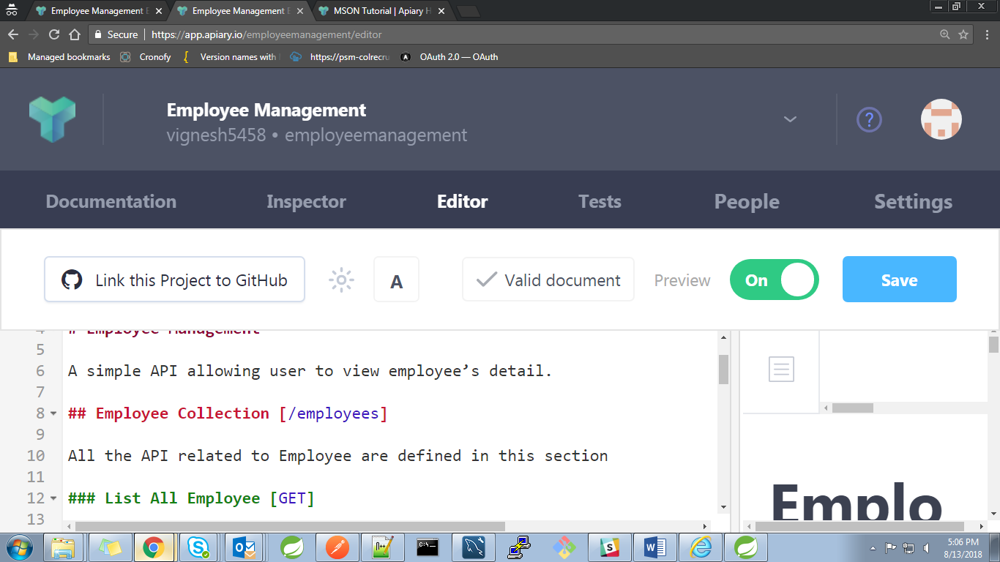 Employee Management E
Employee Management E
MSON Tutorial | Apiary H
Secure
https://app.apiary.io/employeemanagement/editor
Managed bookmarks
Cronofy
Version names with
https://psm-colrecru
OAuth 2.0 — OAuth
Employee Management
vignesh5458 • employeemanagement
?
Documentation
Inspector
Editor
Tests
People
Settings
Link this Project to GitHub
A
Valid document
Preview
On
Save
4 # Employee Management
5
6 A simple API allowing user to view employee’s detail.
7
8 ## Employee Collection [/employees]
9
10 All the API related to Employee are defined in this section
11
12 ### List All Employee [GET]
13
Emplo
5:06 PM
8/13/2018